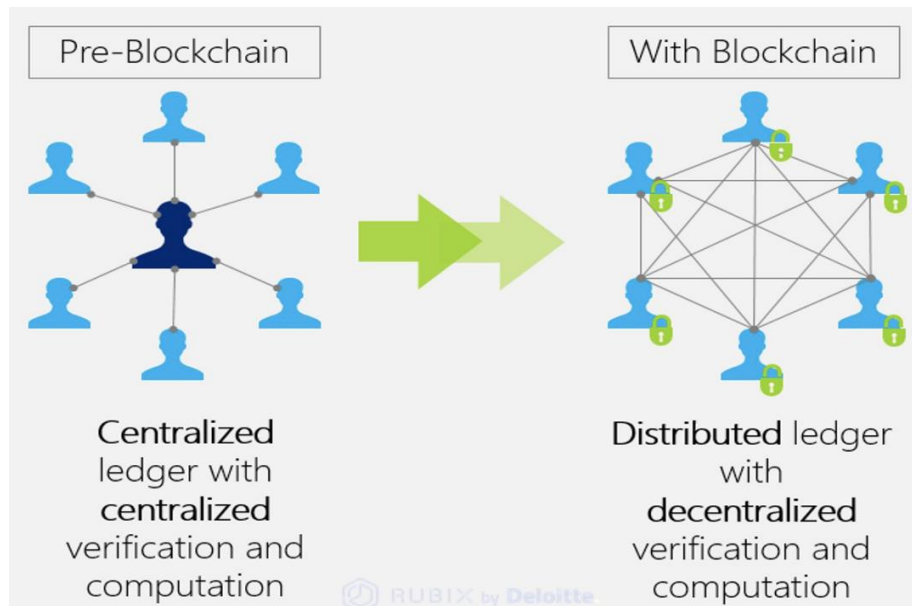 Pre-Blockchain
With Blockchain
Centralized
ledger with
centralized
verification and
computation
Distributed ledger
with
decentralized
verification and
computation
RUBIX by Deloitte